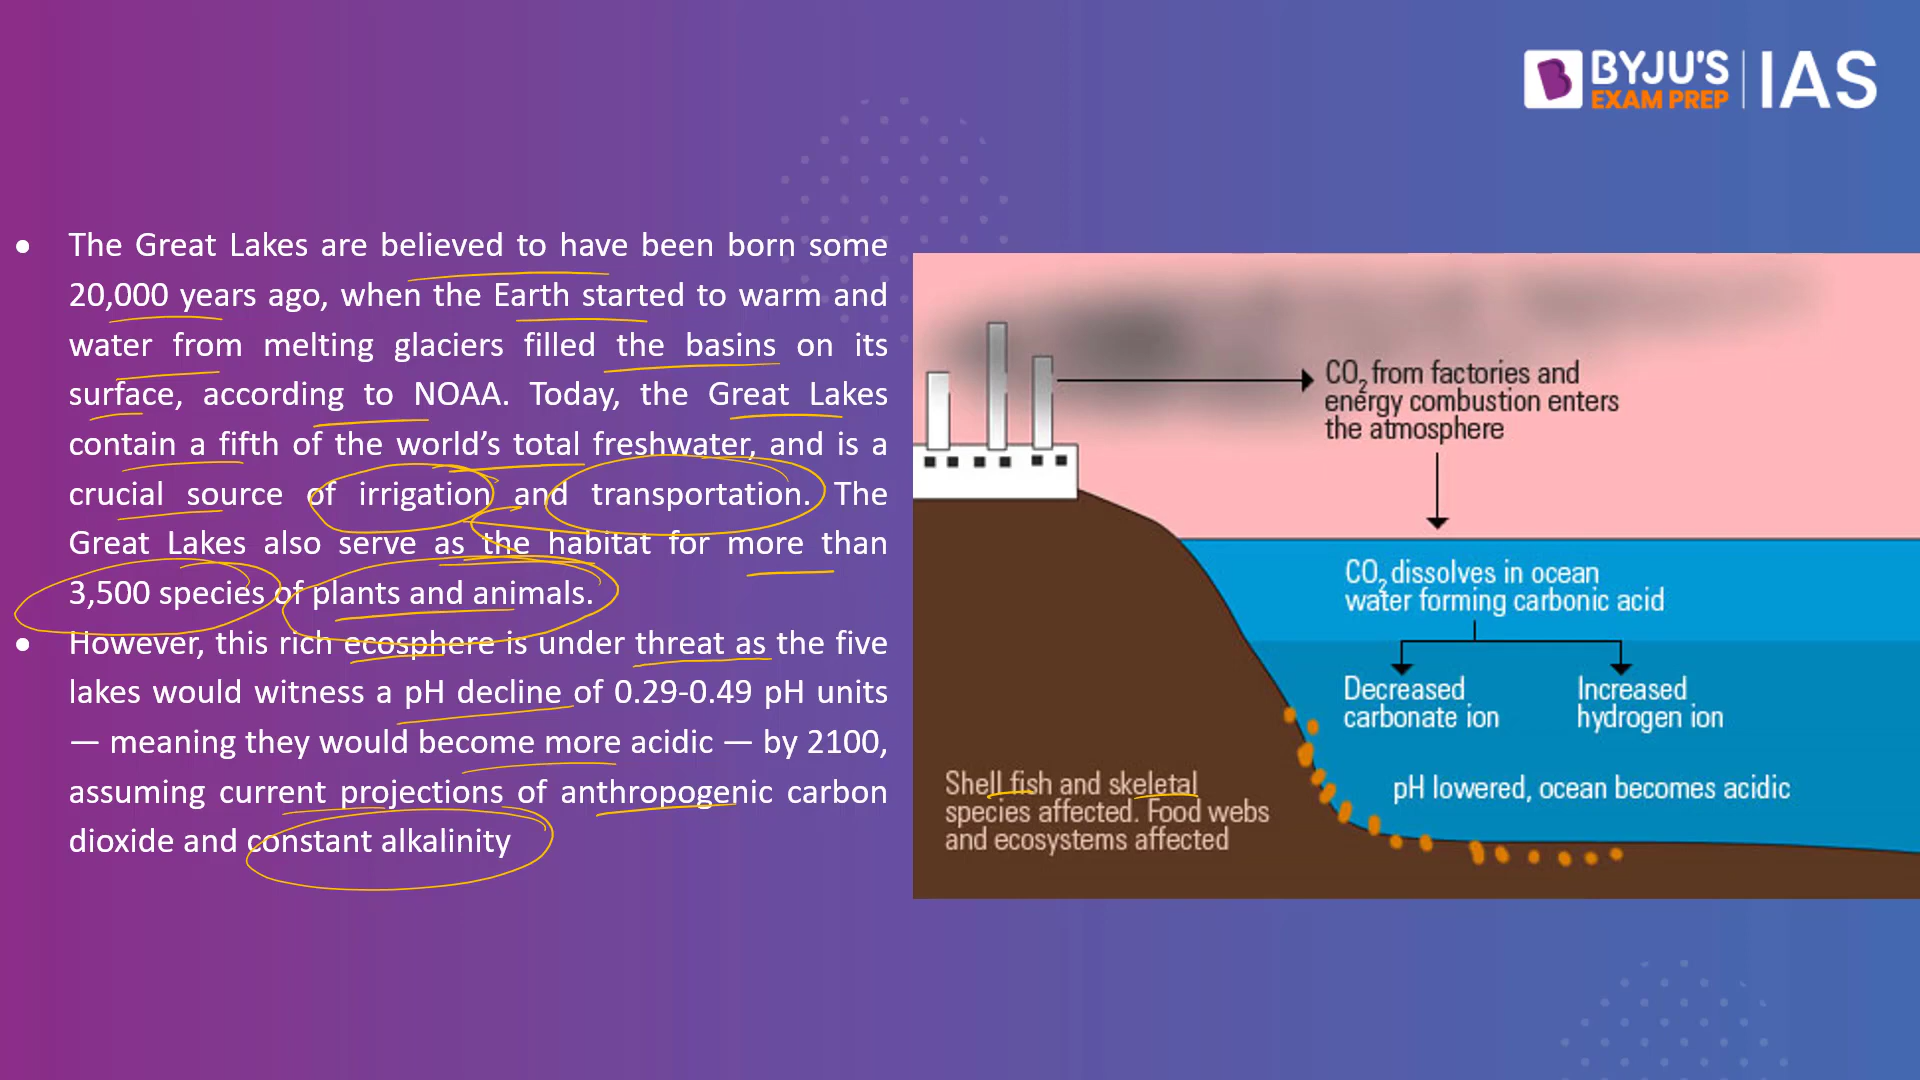 BYJU'S
EXAM PREP
IAS
● The Great Lakes are believed to have been born some
20,000 years ago, when the Earth started to warm and
water from melting glaciers filled the basins on its
surface, according to NOAA. Today, the Great Lakes
contain a fifth of the world’s total freshwater, and is a
crucial source of irrigation and transportation. The
Great Lakes also serve as the habitat for more than
3,500 species of plants and animals.
● However, this rich ecosphere is under threat as the five
lakes would witness a pH decline of 0.29-0.49 pH units
— meaning they would become more acidic — by 2100,
assuming current projections of anthropogenic carbon
dioxide and constant alkalinity
CO2 from factories and
energy combustion enters
the atmosphere
CO2 dissolves in ocean
water forming carbonic acid
Decreased
carbonate ion
Increased
hydrogen ion
pH lowered, ocean becomes acidic
Shell fish and skeletal
species affected. Food webs
and ecosystems affected